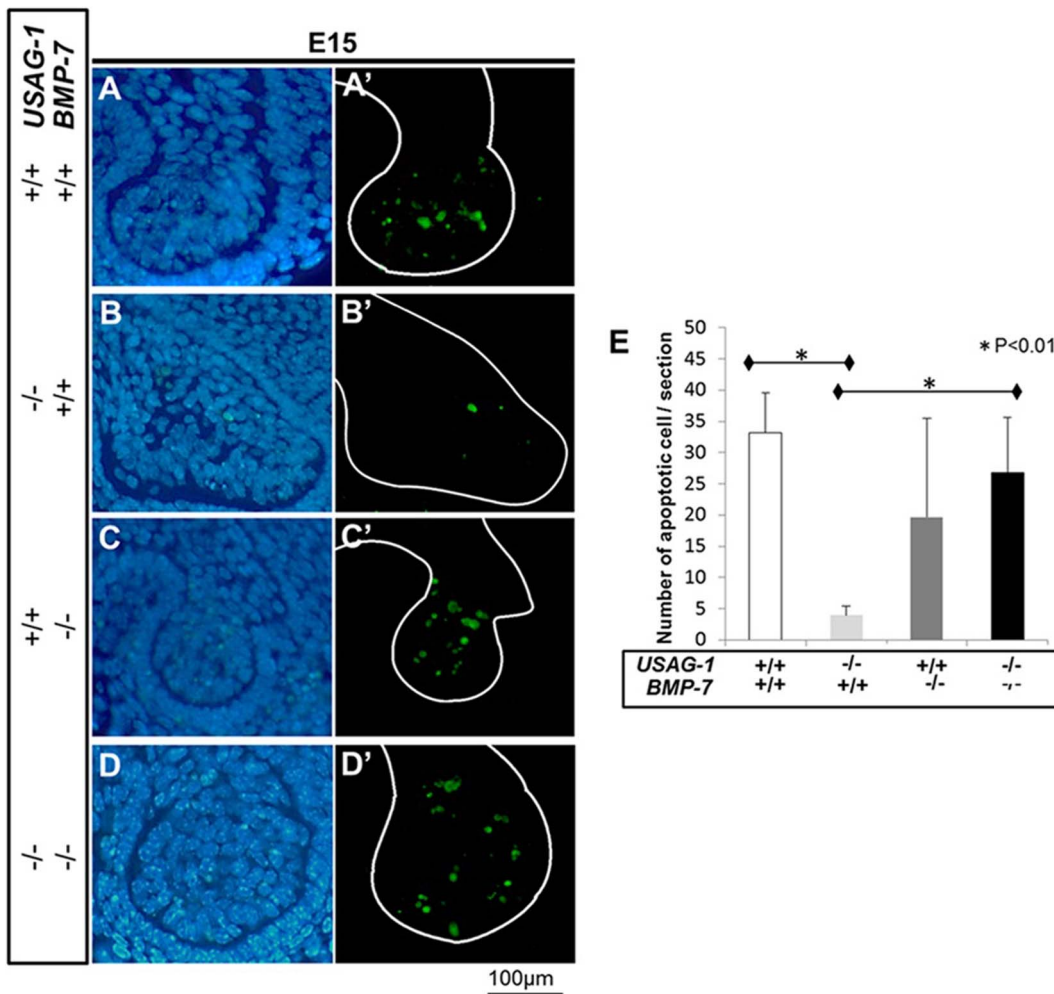 USAG-1
BMP-7
E15
+/+ +/+
A
A'
-/- +/+
B
B'
+/+ -/-
C
C'
-/- -/-
D
D'
100µm
E
* P<0.01
*
*
Number of apoptotic cell / section
50
45
40
35
30
25
20
15
10
5
0
USAG-1 +/+ -/- +/+ -/-
BMP-7 +/+ +/+ -/- -/-